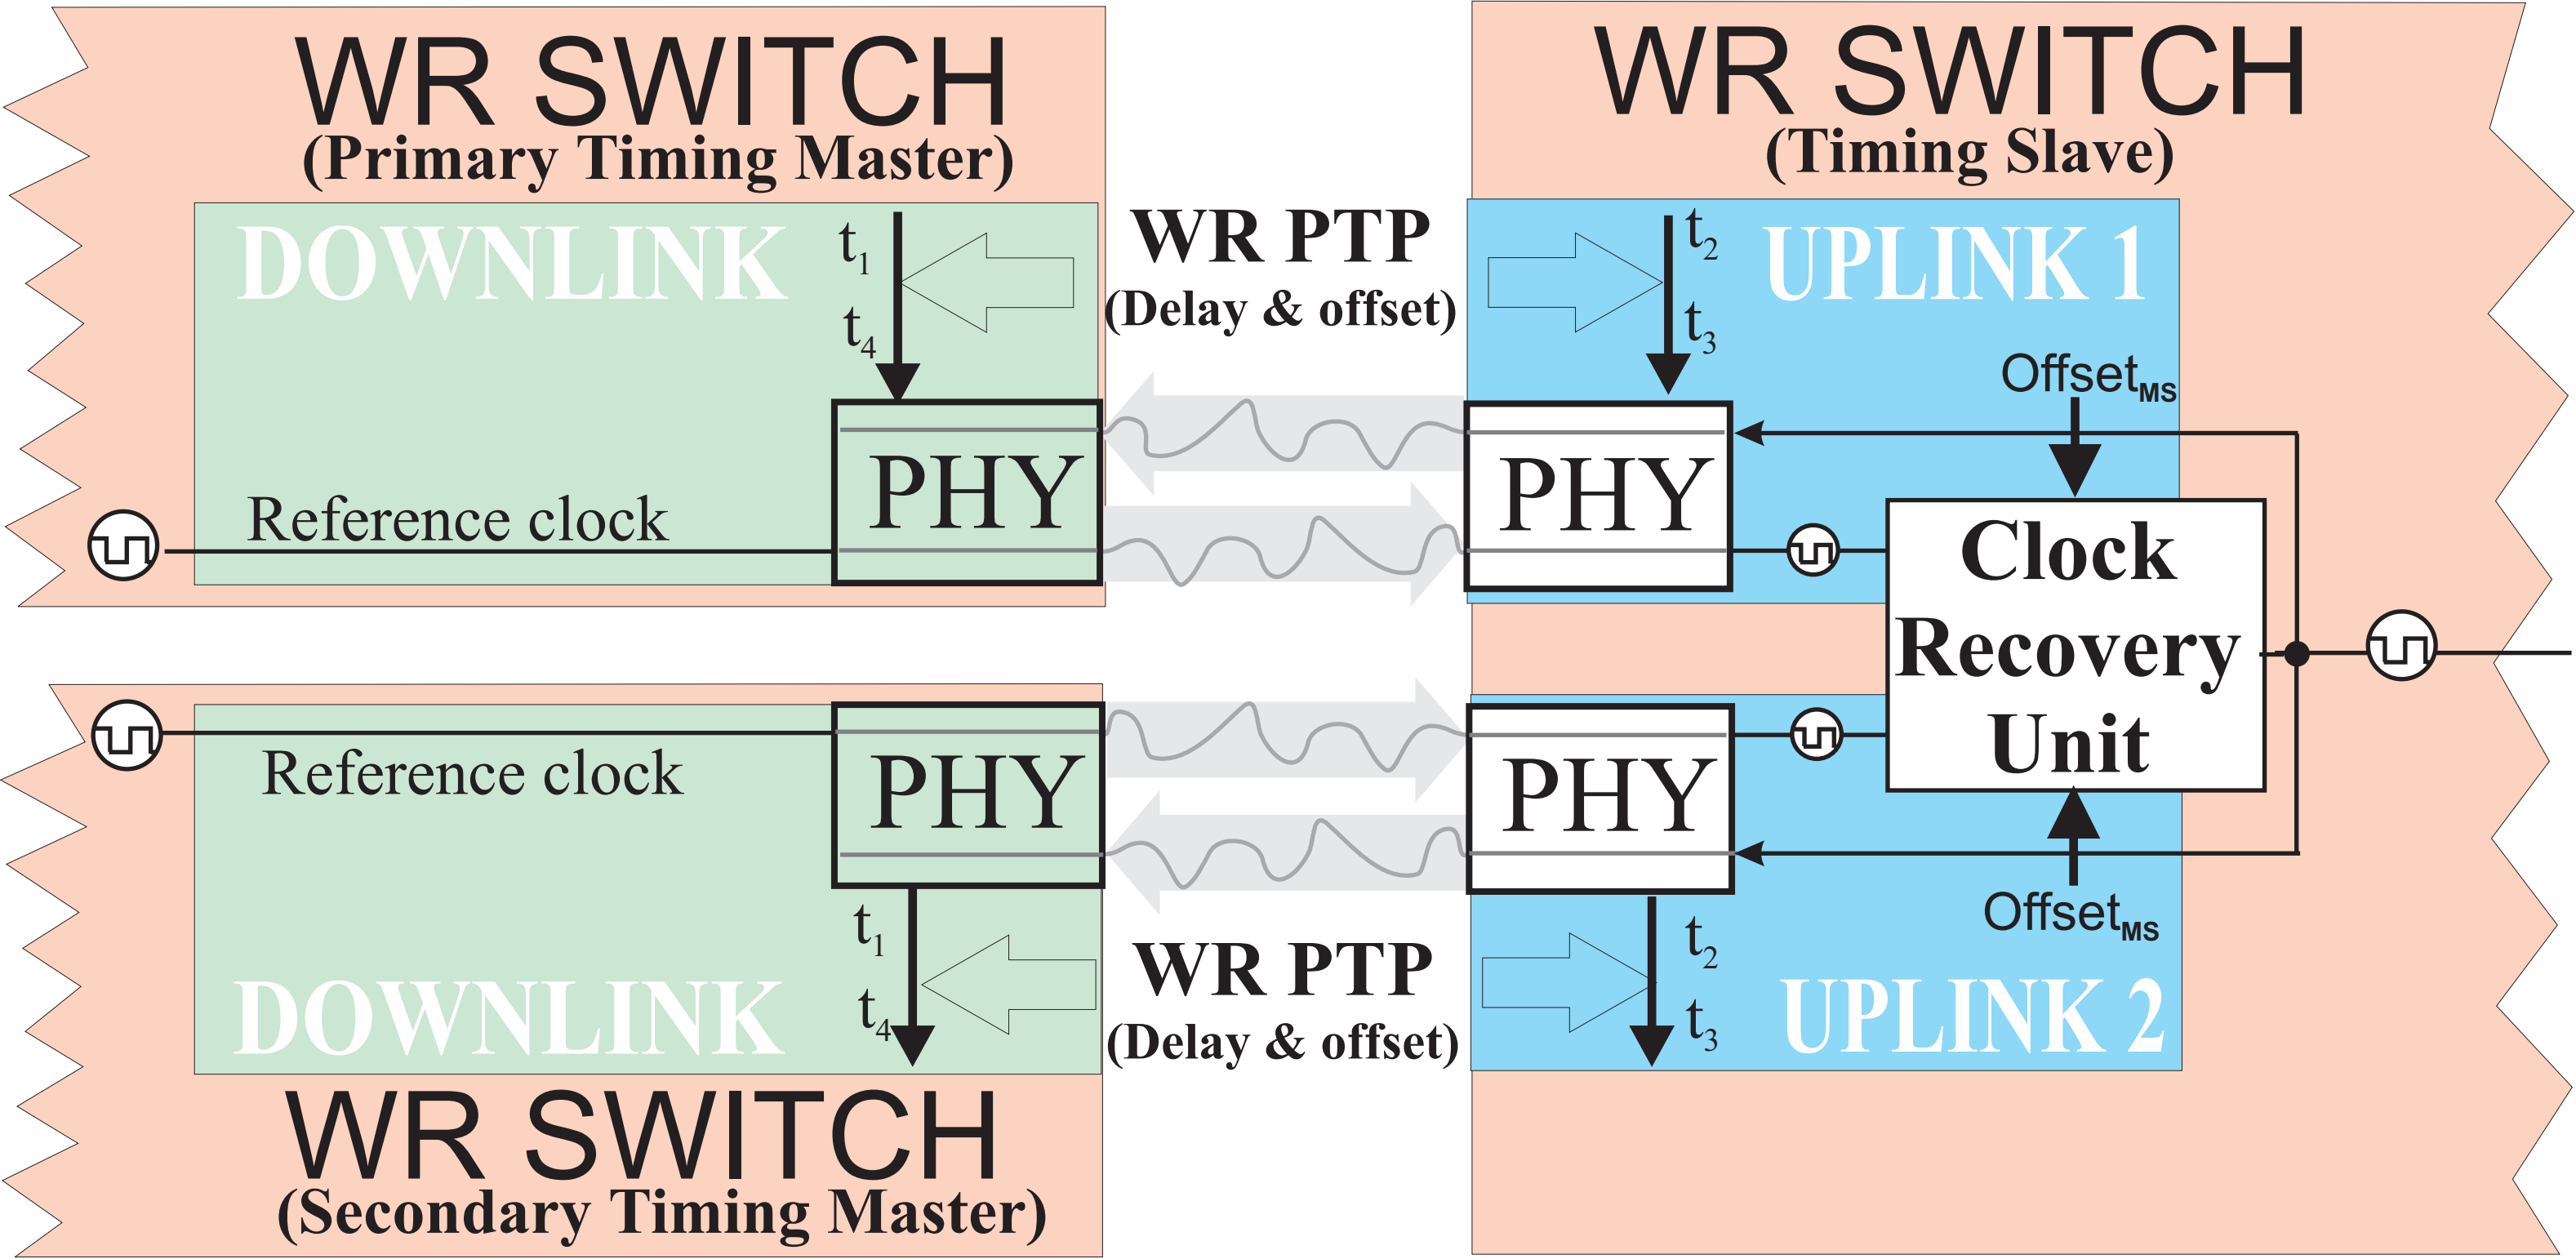 WR SWITCH
(Primary Timing Master)
DOWNLINK
t1
t4
PHY
Reference clock
WR PTP
(Delay & offset)
WR SWITCH
(Timing Slave)
t2
t3
UPLINK 1
OffsetMS
PHY
Clock
Recovery
Unit
Reference clock
PHY
t1
t4
DOWNLINK
WR SWITCH
(Secondary Timing Master)
WR PTP
(Delay & offset)
PHY
t2
t3
OffsetMS
UPLINK 2